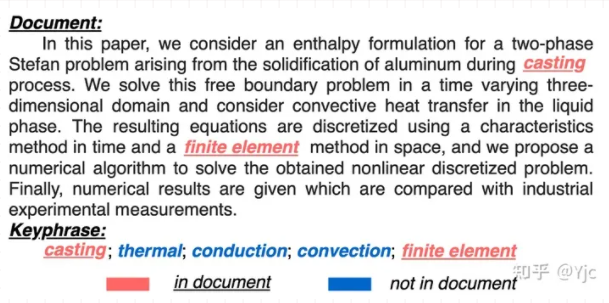 Document:
In this paper, we consider an enthalpy formulation for a two-phase
Stefan problem arising from the solidification of aluminum during casting
process. We solve this free boundary problem in a time varying three-
dimensional domain and consider convective heat transfer in the liquid
phase. The resulting equations are discretized using a characteristics
method in time and a finite element method in space, and we propose a
numerical algorithm to solve the obtained nonlinear discretized problem.
Finally, numerical results are given which are compared with industrial
experimental measurements.
Keyphrase:
casting; thermal; conduction; convection; finite element
in document not in document
知乎 @Yjc